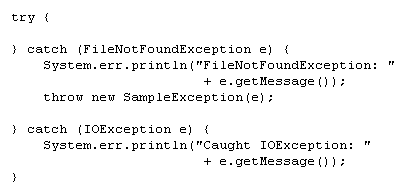 try {
} catch (FileNotFoundException e) {
    System.err.println("FileNotFoundException: "
                         + e.getMessage());
    throw new SampleException(e);
} catch (IOException e) {
    System.err.println("Caught IOException: "
                         + e.getMessage());
}